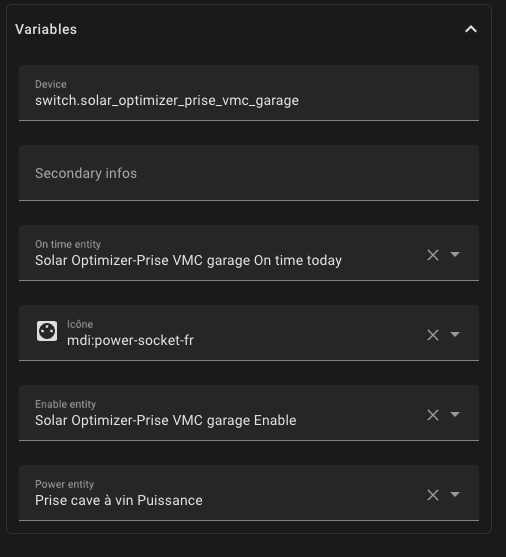 Variables
Device
switch.solar_optimizer_prise_vmc_garage
Secondary infos
On time entity
Solar Optimizer-Prise VMC garage On time today
Icône
mdi:power-socket-fr
Enable entity
Solar Optimizer-Prise VMC garage Enable
Power entity
Prise cave à vin Puissance